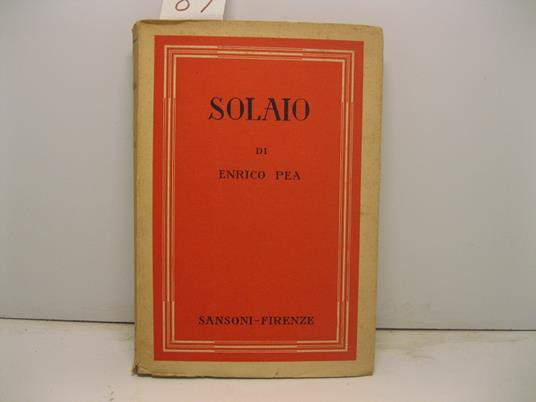 SOLAIO
DI
ENRICO PEA
SANSONI-FIRENZE